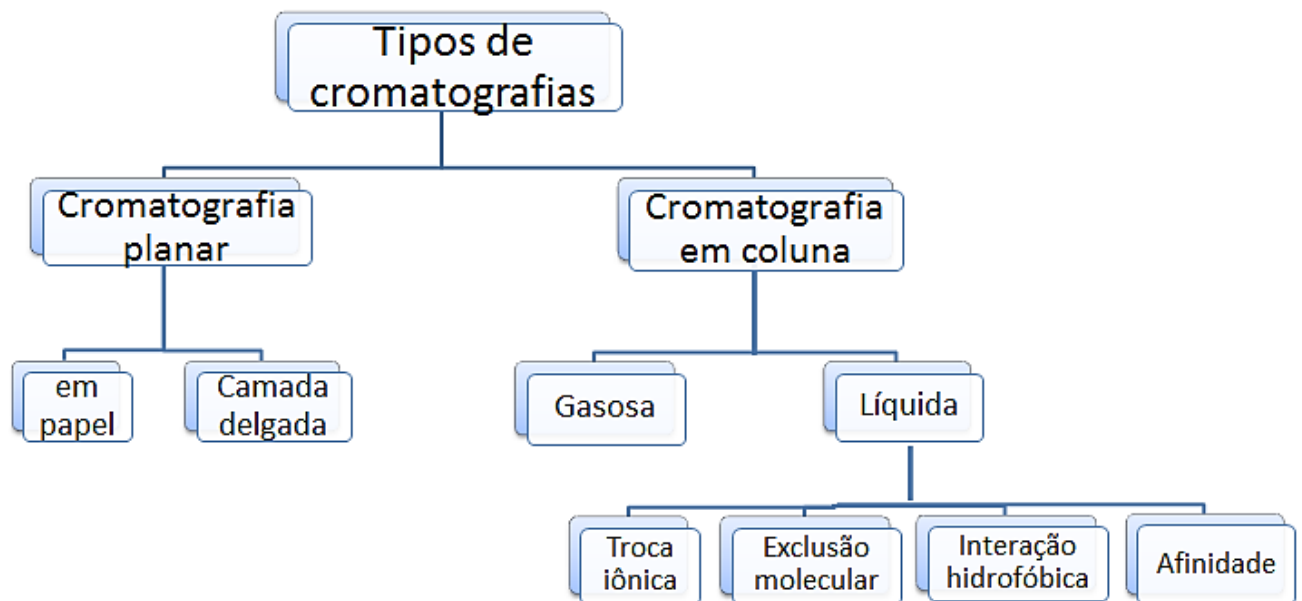 Tipos de
cromatografias
Cromatografia
planar
Cromatografia
em coluna
em
papel
Camada
delgada
Gasosa
Líquida
Troca
iônica
Exclusão
molecular
Interação
hidrofóbica
Afinidade